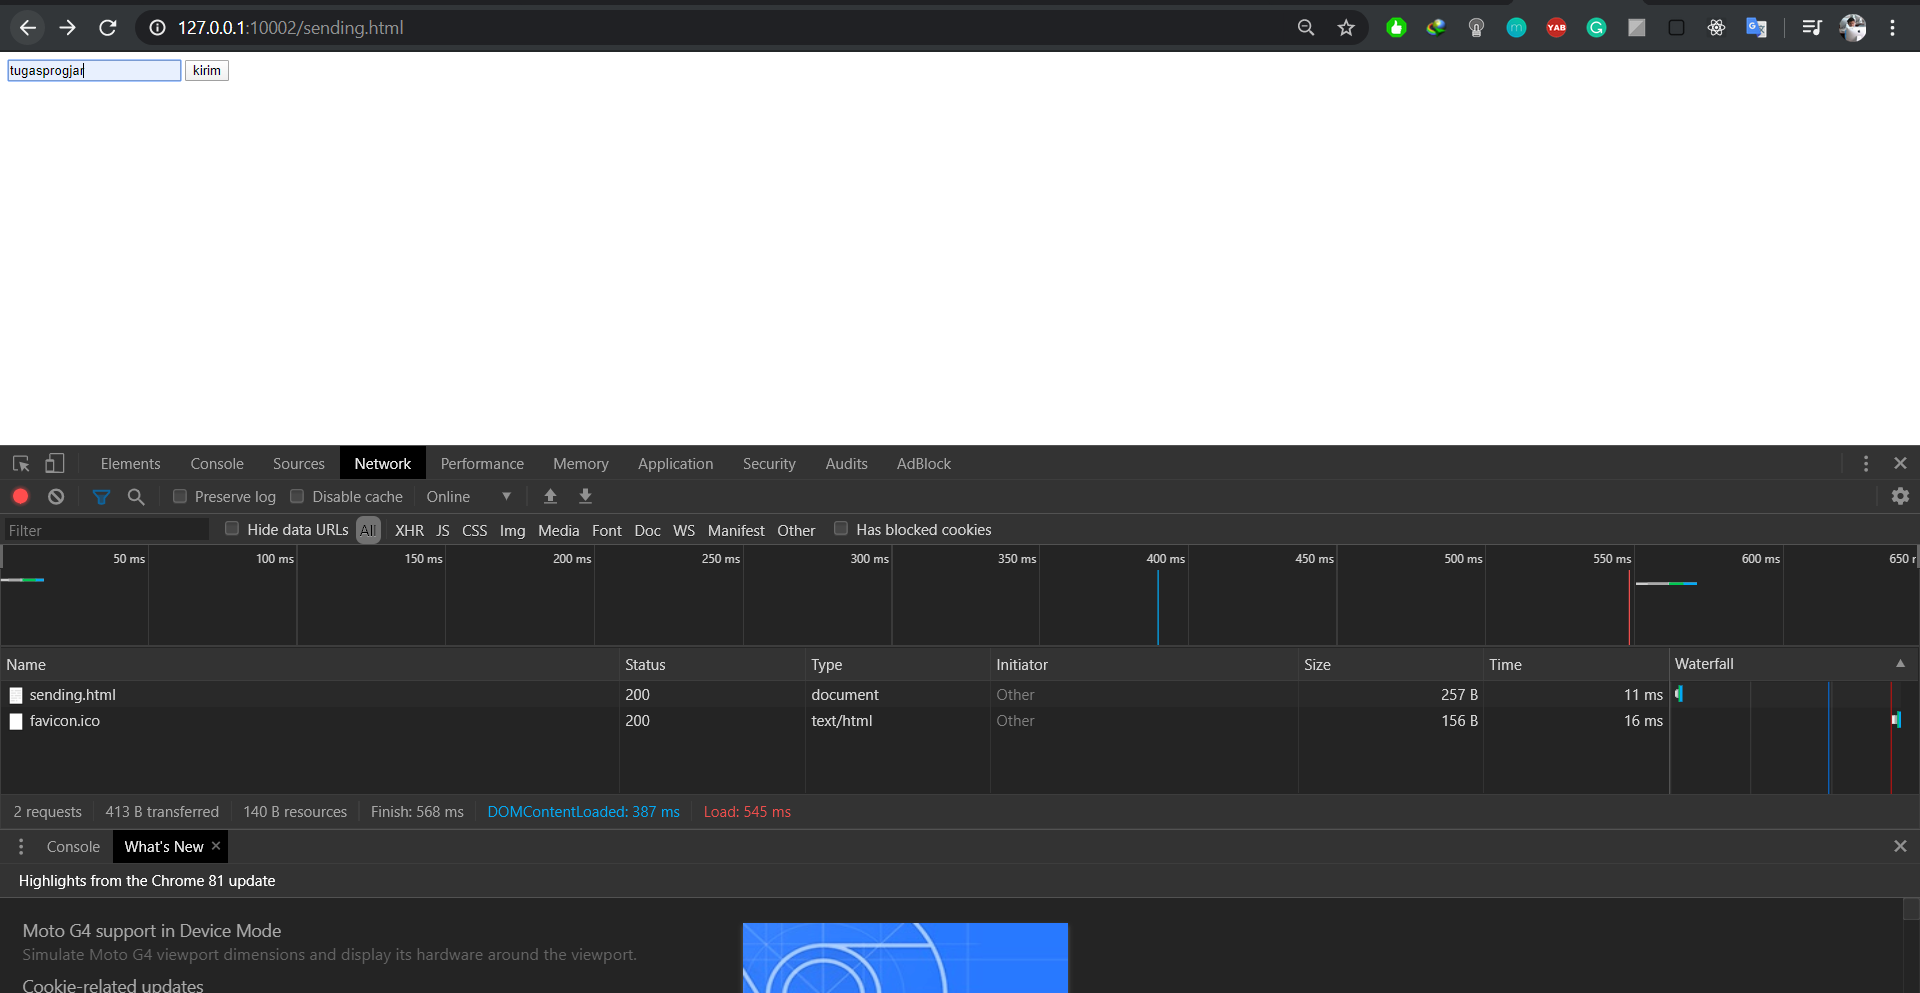 127.0.0.1:10002/sending.html
m YAB G G
tugasprogjar kirim
Elements Console Sources Network Performance Memory Application Security Audits AdBlock
Preserve log Disable cache Online
Filter Hide data URLs All XHR JS CSS Img Media Font Doc WS Manifest Other Has blocked cookies
50 ms 100 ms 150 ms 200 ms 250 ms 300 ms 350 ms 400 ms 450 ms 500 ms 550 ms 600 ms 650
Name Status Type Initiator Size Time Waterfall
sending.html 200 document Other 257 B 11 ms
favicon.ico 200 text/html Other 156 B 16 ms
2 requests 413 B transferred 140 B resources Finish: 568 ms DOMContentLoaded: 387 ms Load: 545 ms
Console What's New
Highlights from the Chrome 81 update
Moto G4 support in Device Mode
Simulate Moto G4 viewport dimensions and display its hardware around the viewport.
Cookie-related updates